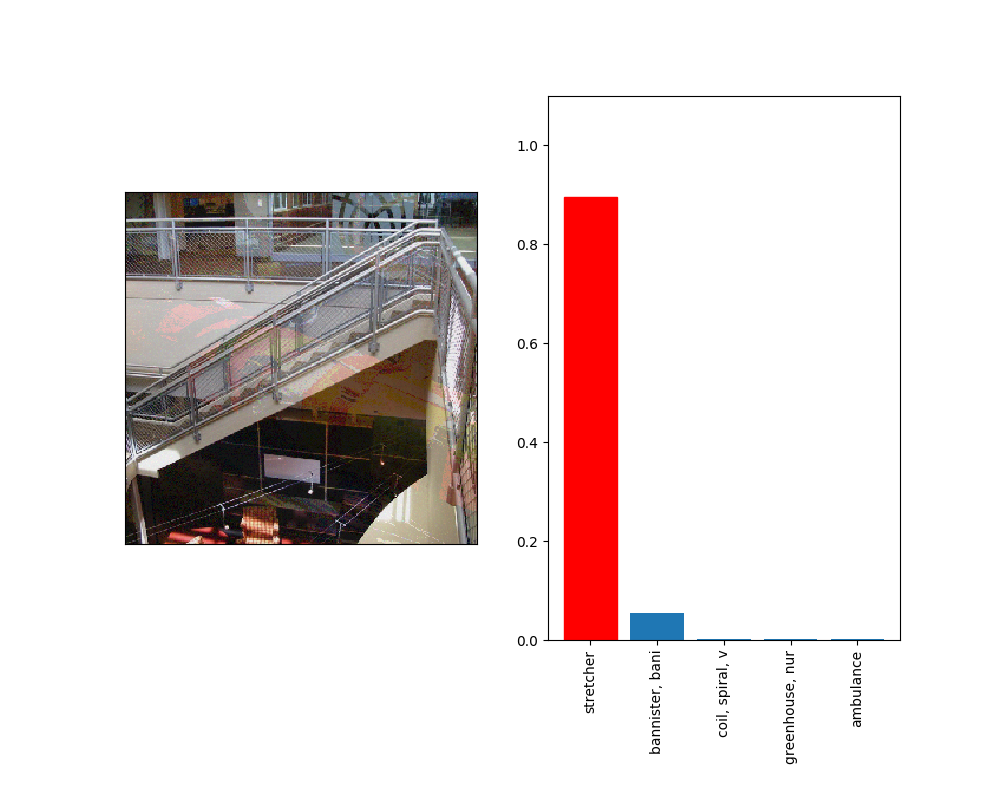 1.0
0.8
0.6
0.4
0.2
0.0
stretcher
bannister, bani
coil, spiral, v
greenhouse, nur
ambulance